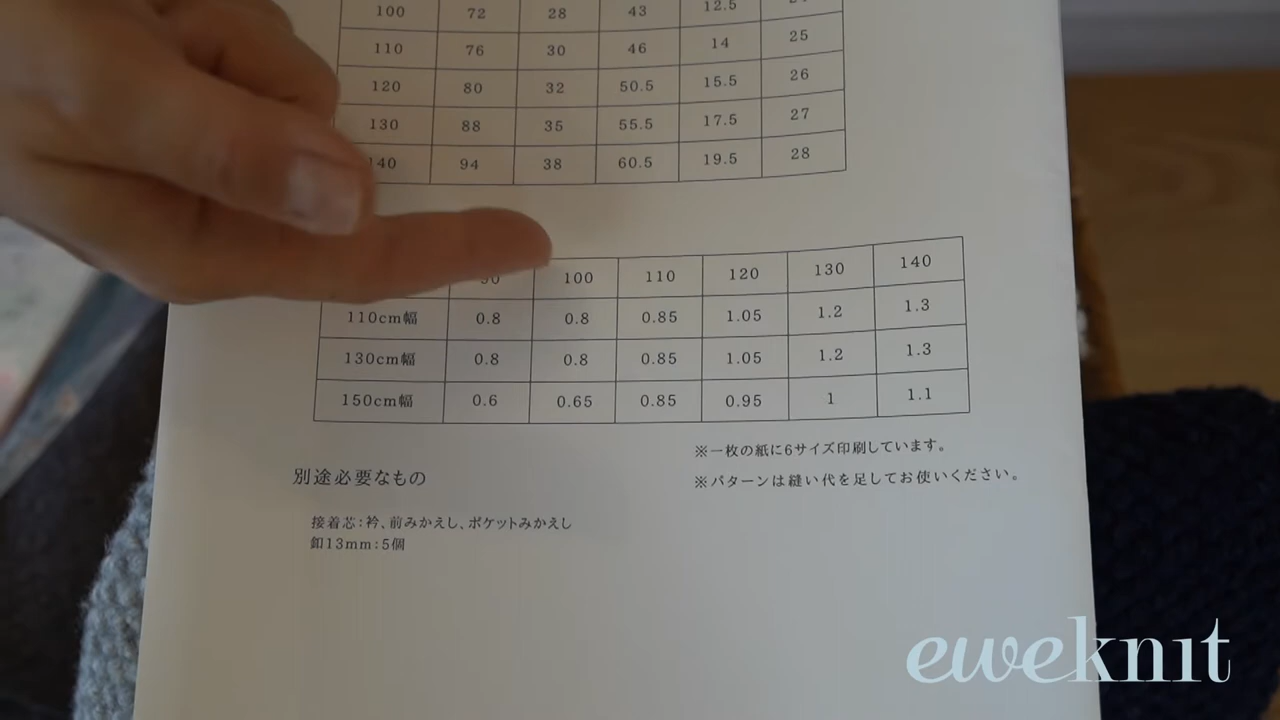 100 72 28 43 12.5 24
110 76 30 46 14 25
120 80 32 50.5 15.5 26
130 88 35 55.5 17.5 27
140 94 38 60.5 19.5 28
90 100 110 120 130 140
110cm幅 0.8 0.8 0.85 1.05 1.2 1.3
130cm幅 0.8 0.8 0.85 1.05 1.2 1.3
150cm幅 0.6 0.65 0.85 0.95 1 1.1
※一枚の紙に6サイズ印刷しています。
※パターンは縫い代を足してお使いください。
別途必要なもの
接着芯:衿、前みかえし、ポケットみかえし
釦13mm:5個
eweknit